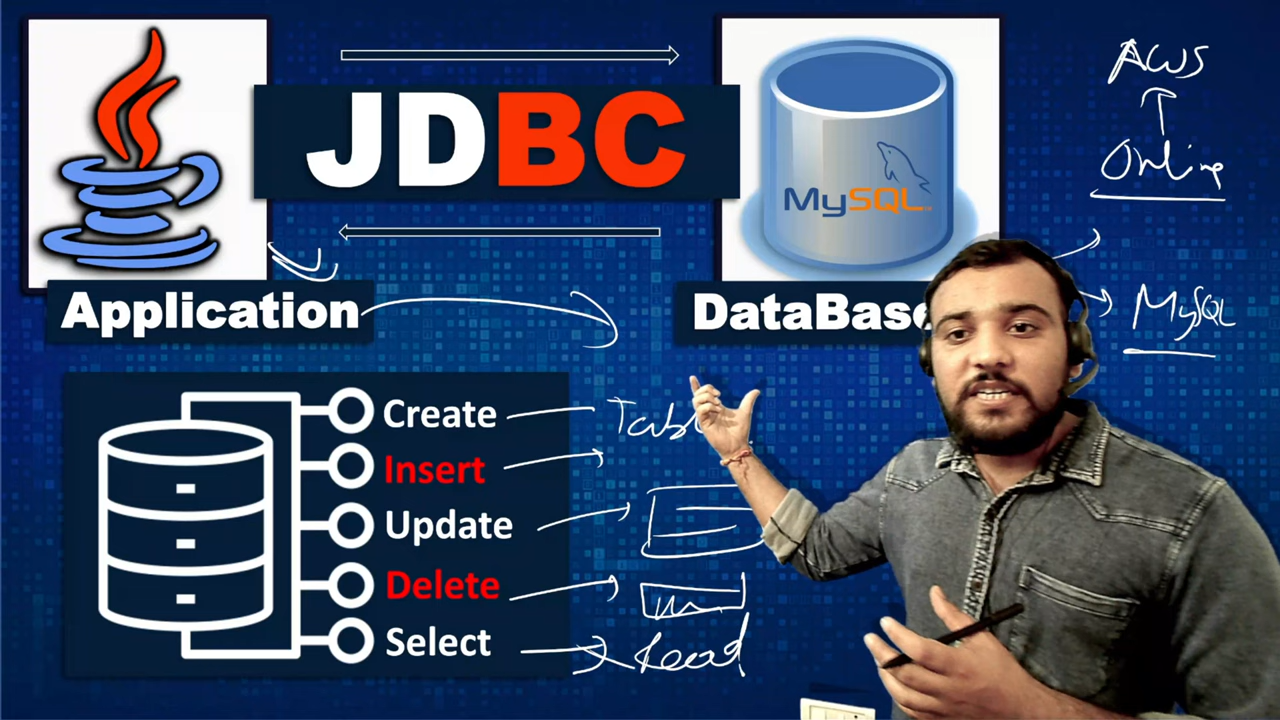 JDBC
MySQL
AWS
Online
Application
DataBase
MySQL
Create
Insert
Update
Delete
Select
Read